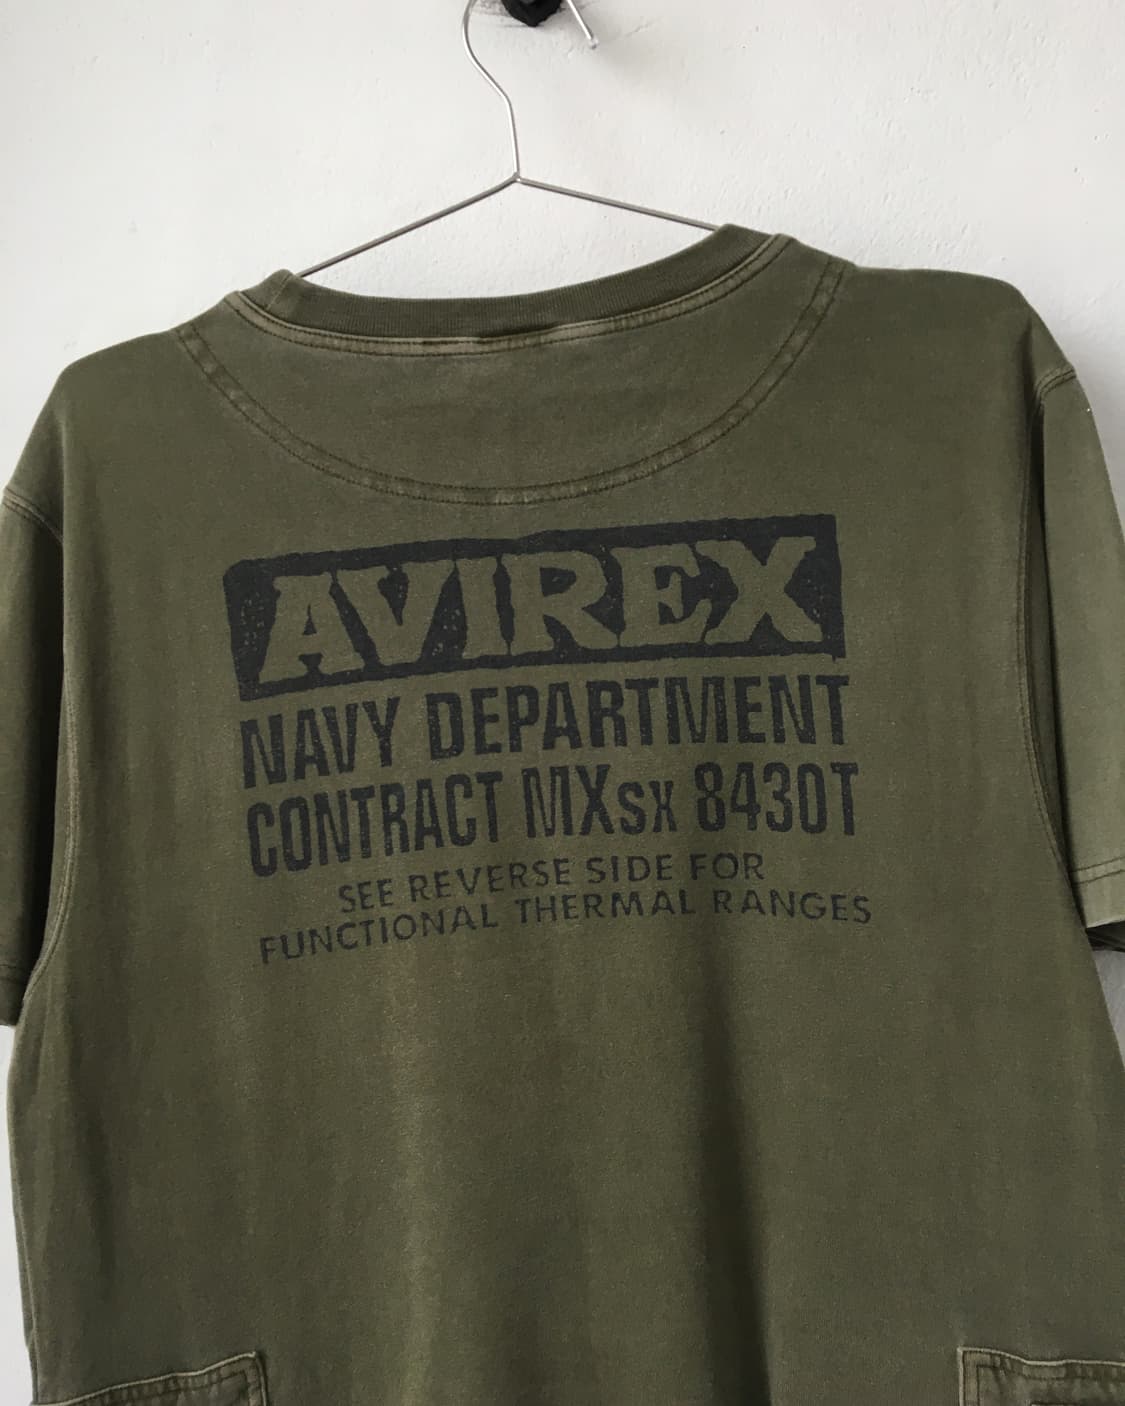 AVIREX
NAVY DEPARTMENT
CONTRACT MXSX 8430T
SEE REVERSE SIDE FOR
FUNCTIONAL THERMAL RANGES